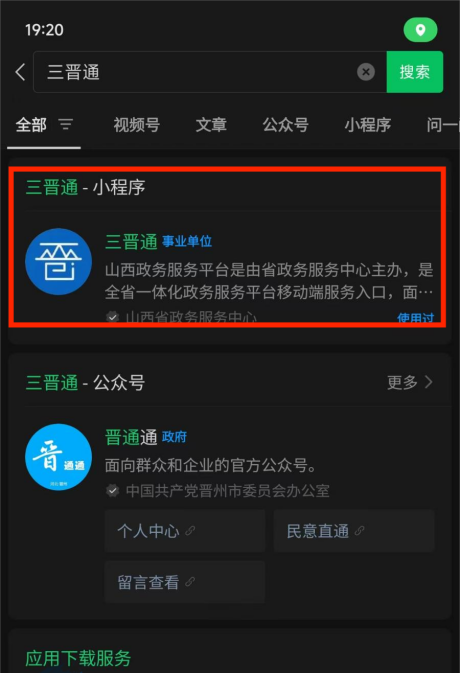 19:20
三晋通
搜索
全部 视频号 文章 公众号 小程序 问一
三晋通 - 小程序
三晋通 事业单位
山西政务服务平台是由省政务服务中心主办，是
全省一体化政务服务平台移动端服务入口，面…
山西省政务服务中心 使用过
三晋通 - 公众号 更多
晋通通 政府
晋 通通
面向群众和企业的官方公众号。
中国共产党晋州市委员会办公室
个人中心 民意直通
留言查看
应用下载服务